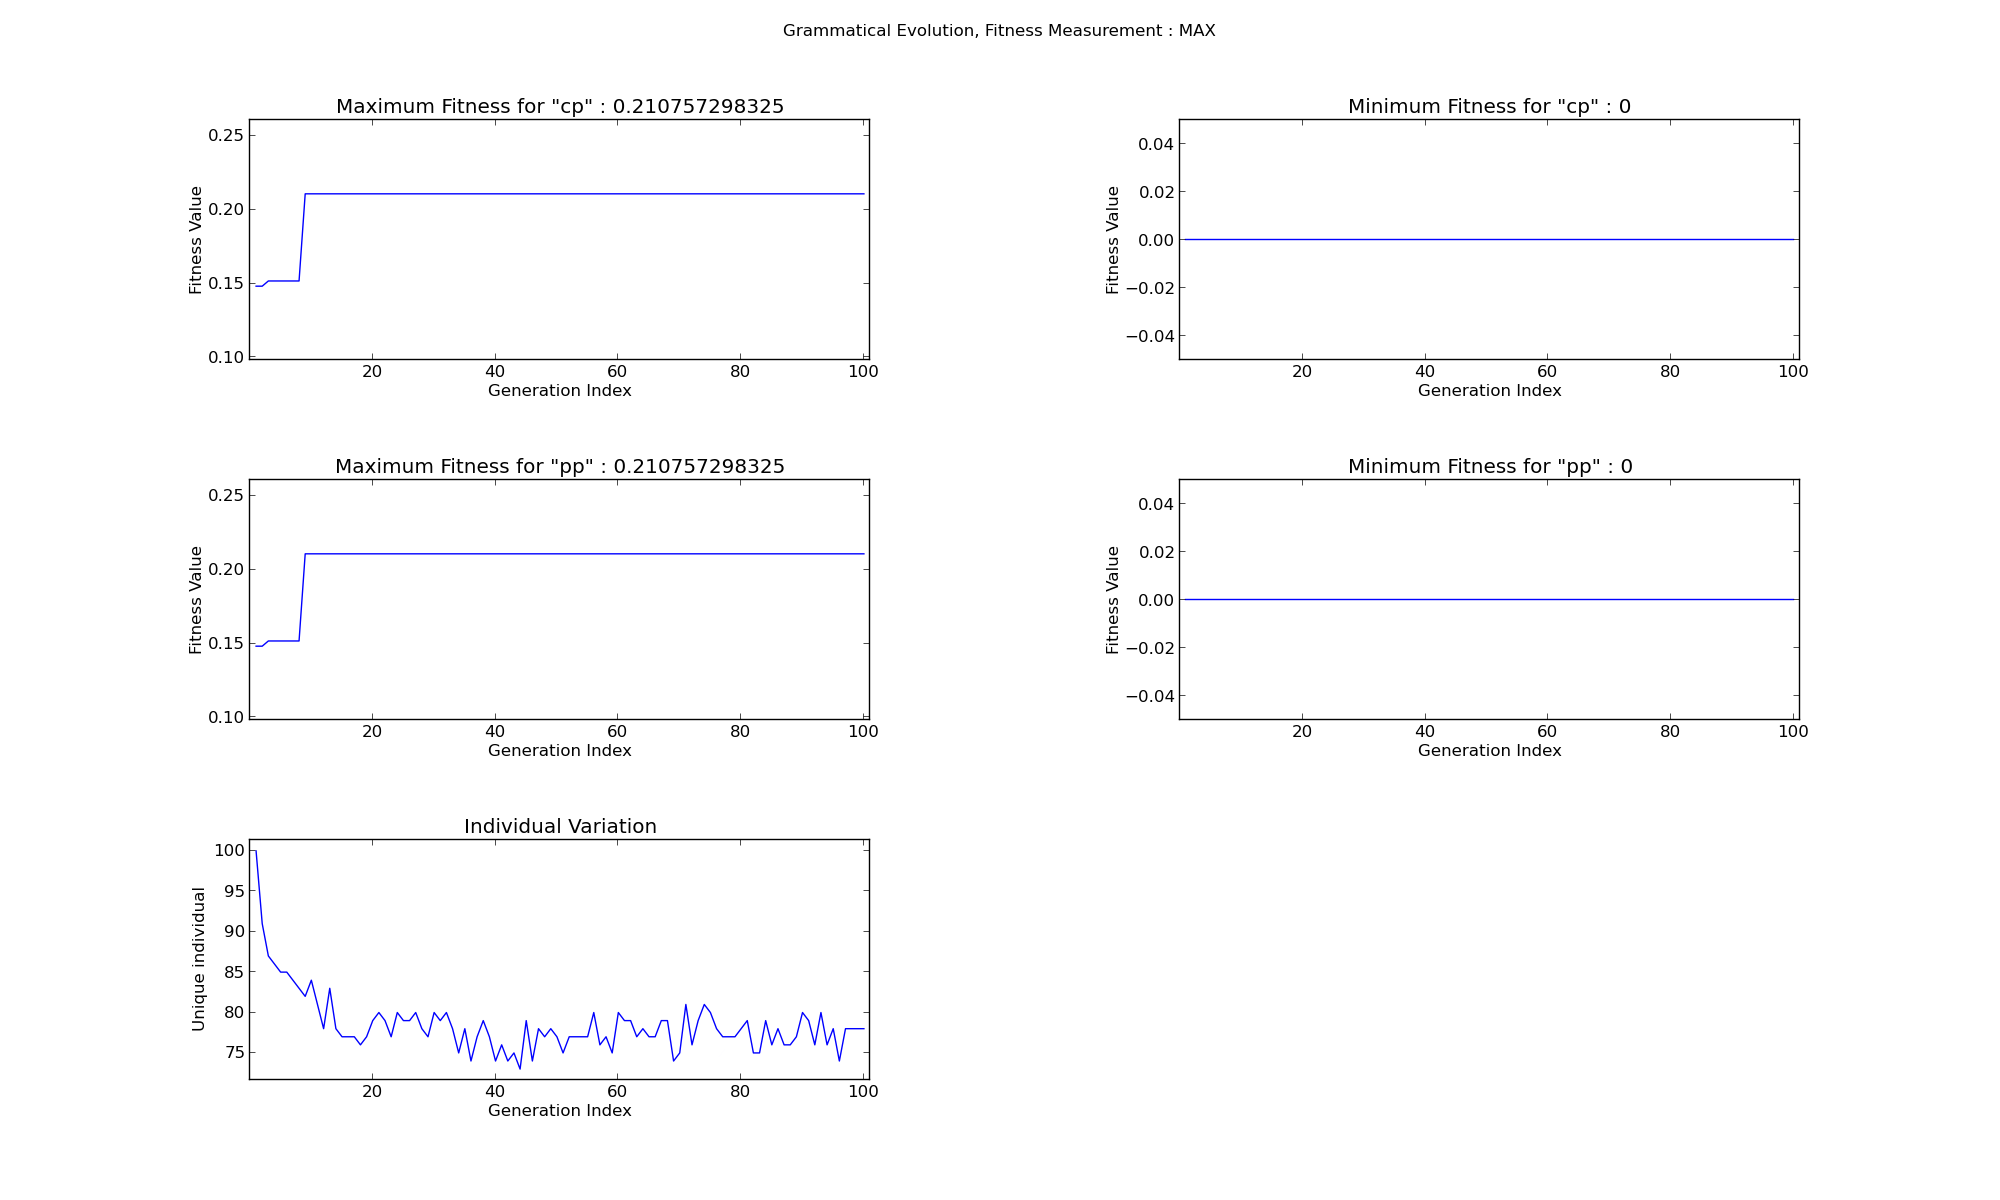 Grammatical Evolution, Fitness Measurement : MAX
Maximum Fitness for "cp" : 0.210757298325
0.25
0.20
0.15
0.10
Fitness Value
20 40 60 80 100
Generation Index
Minimum Fitness for "cp" : 0
0.04
0.02
0.00
−0.02
−0.04
Fitness Value
20 40 60 80 100
Generation Index
Maximum Fitness for "pp" : 0.210757298325
0.25
0.20
0.15
0.10
Fitness Value
20 40 60 80 100
Generation Index
Minimum Fitness for "pp" : 0
0.04
0.02
0.00
−0.02
−0.04
Fitness Value
20 40 60 80 100
Generation Index
Individual Variation
100
95
90
85
80
75
Unique individual
20 40 60 80 100
Generation Index